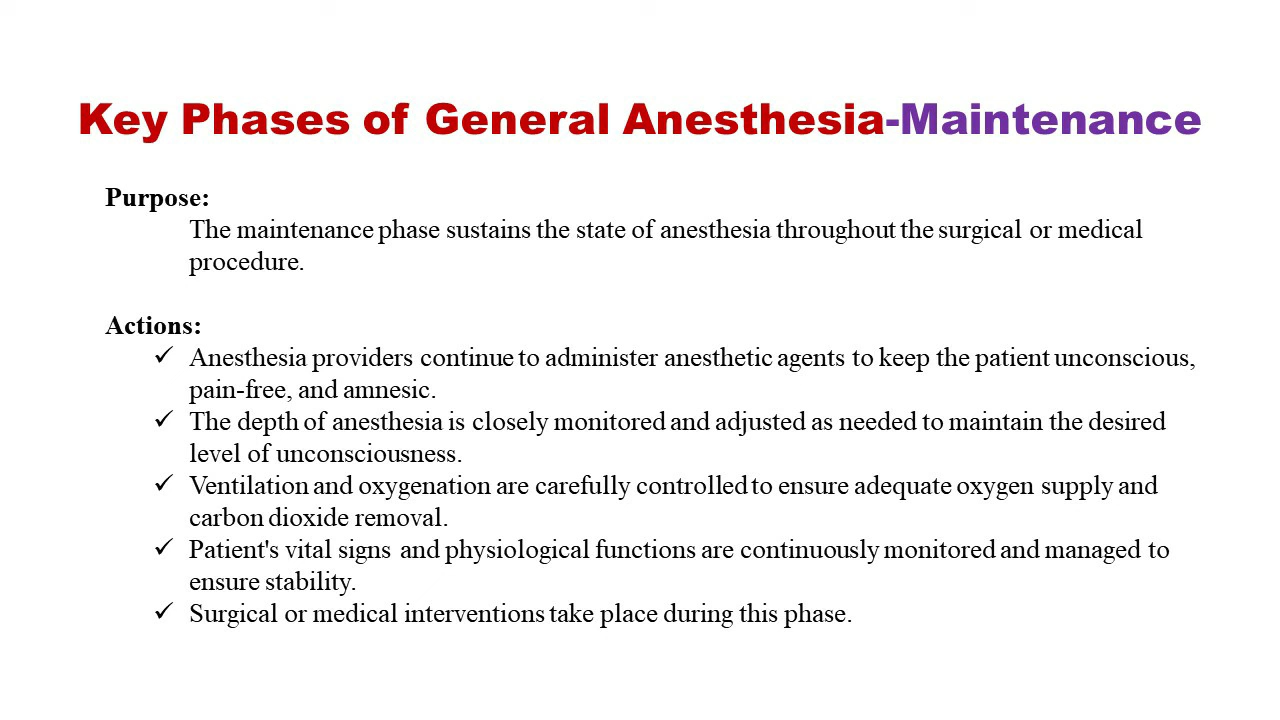 Key Phases of General Anesthesia-Maintenance
Purpose:
The maintenance phase sustains the state of anesthesia throughout the surgical or medical
procedure.
Actions:
✓ Anesthesia providers continue to administer anesthetic agents to keep the patient unconscious,
pain-free, and amnesic.
✓ The depth of anesthesia is closely monitored and adjusted as needed to maintain the desired
level of unconsciousness.
✓ Ventilation and oxygenation are carefully controlled to ensure adequate oxygen supply and
carbon dioxide removal.
✓ Patient's vital signs and physiological functions are continuously monitored and managed to
ensure stability.
✓ Surgical or medical interventions take place during this phase.